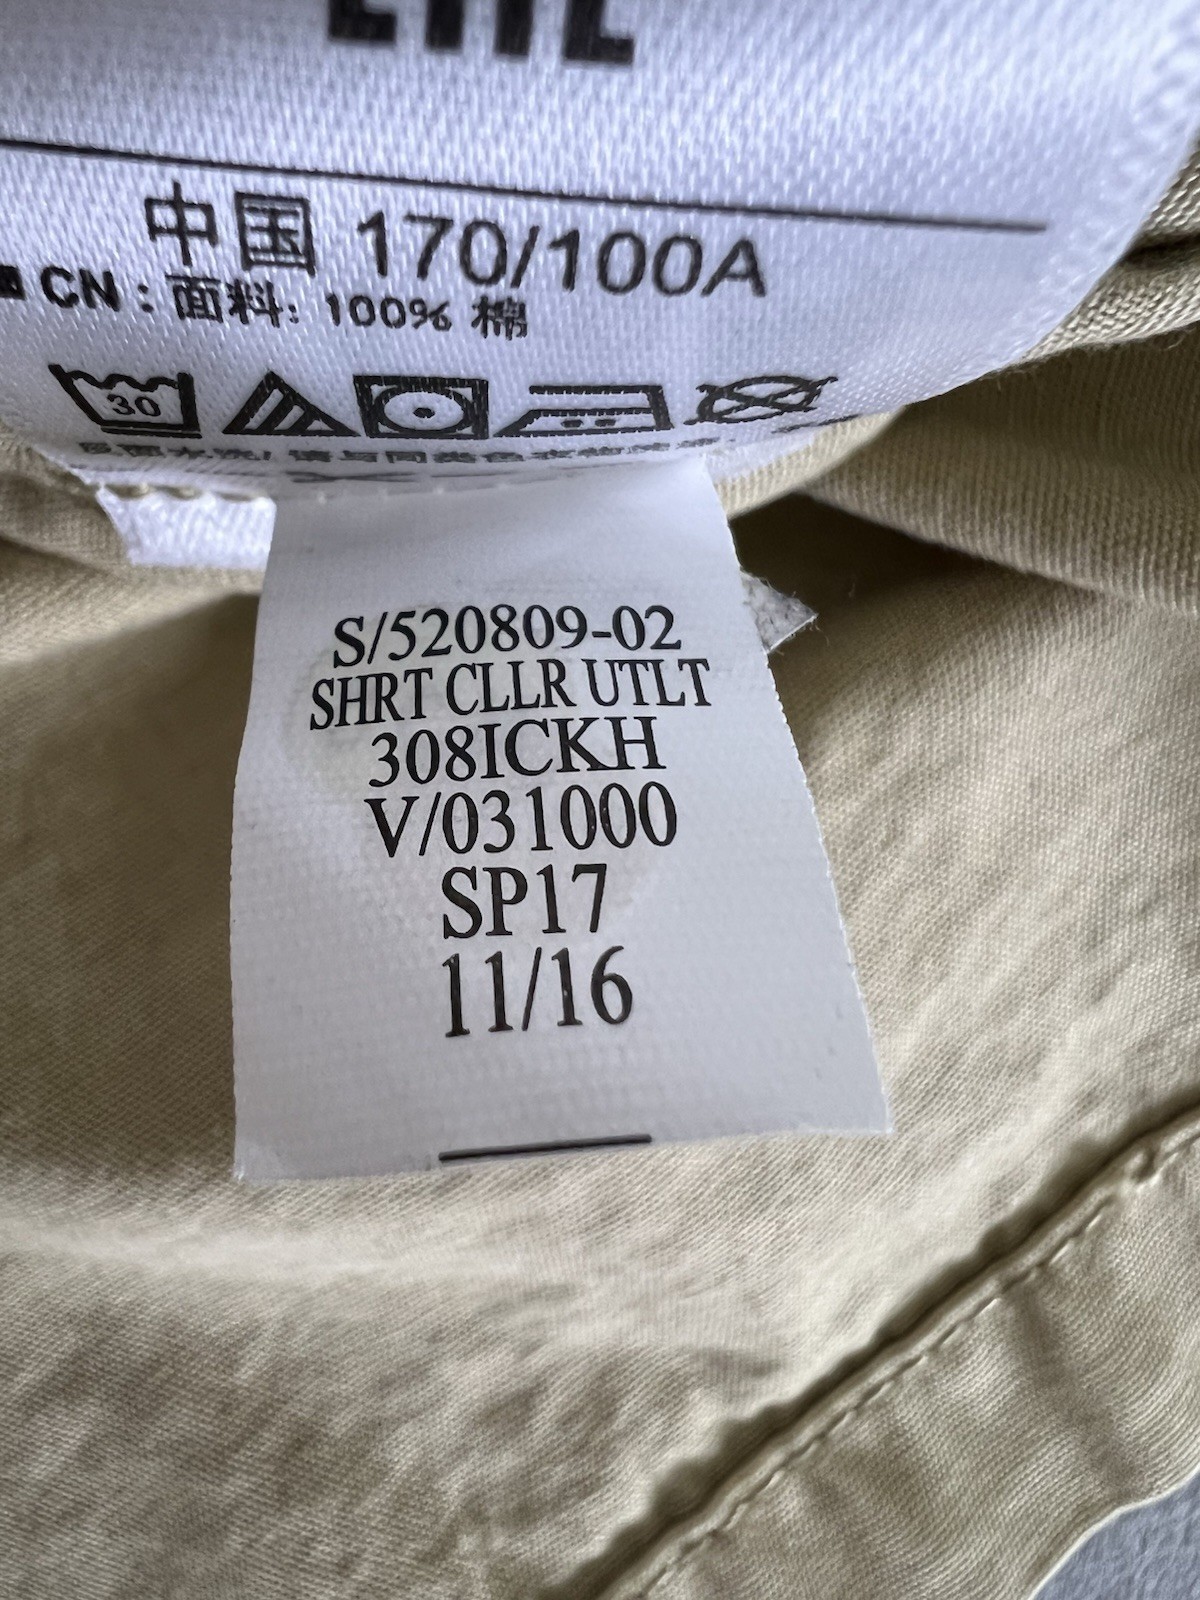 中国 170/100A
CN : 面料: 100% 棉
30
S/520809-02
SHRT CLLR UTLT
308ICKH
V/031000
SP17
11/16